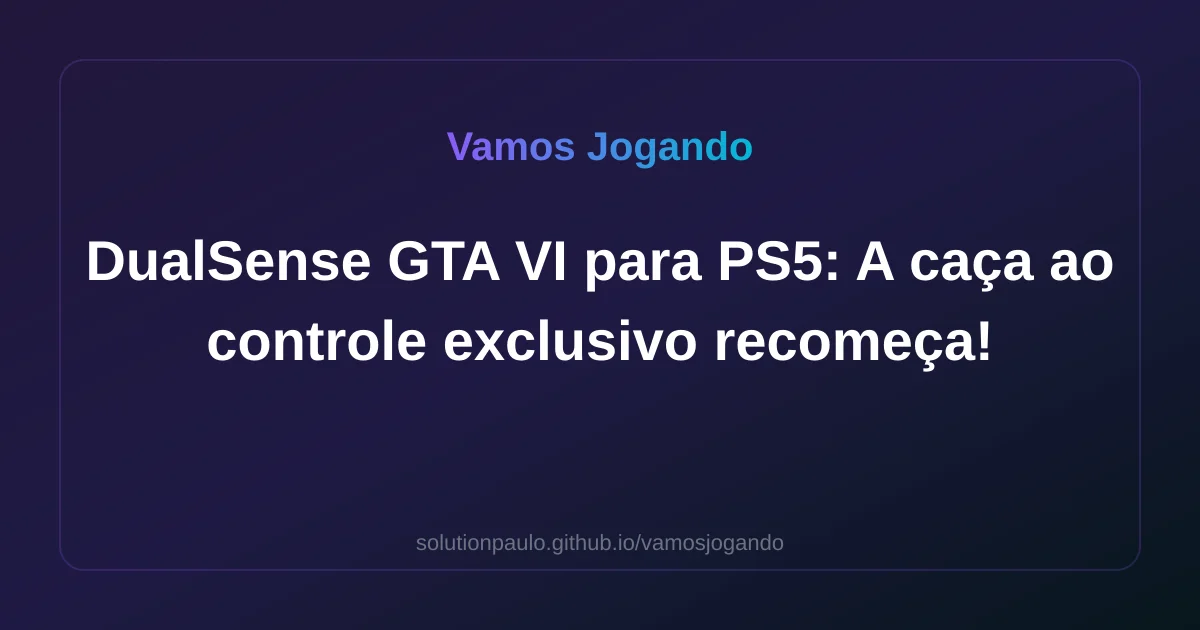 Vamos Jogando
DualSense GTA VI para PS5: A caça ao
controle exclusivo recomeça!
solutionpaulo.github.io/vamosjogando